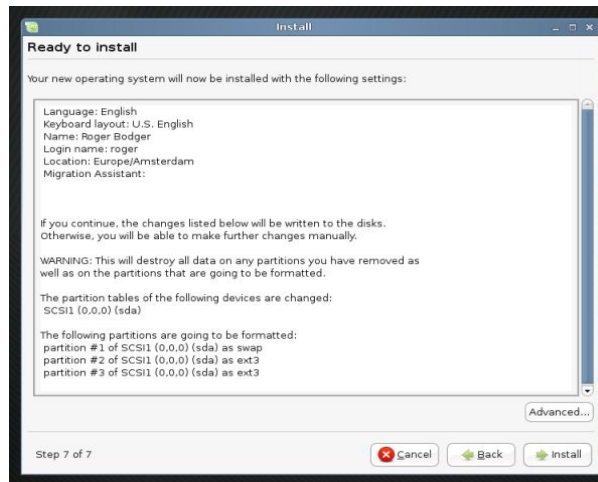 Install
Ready to install
Your new operating system will now be installed with the following settings:
Language: English
Keyboard layout: U.S. English
Name: Roger Bodger
Login name: roger
Location: Europe/Amsterdam
Migration Assistant:
If you continue, the changes listed below will be written to the disks.
Otherwise, you will be able to make further changes manually.
WARNING: This will destroy all data on any partitions you have removed as
well as on the partitions that are going to be formatted.
The partition tables of the following devices are changed:
SCSI1 (0,0,0) (sda)
The following partitions are going to be formatted:
partition #1 of SCSI1 (0,0,0) (sda) as swap
partition #2 of SCSI1 (0,0,0) (sda) as ext3
partition #3 of SCSI1 (0,0,0) (sda) as ext3
Advanced...
Step 7 of 7
Cancel
Back
Install